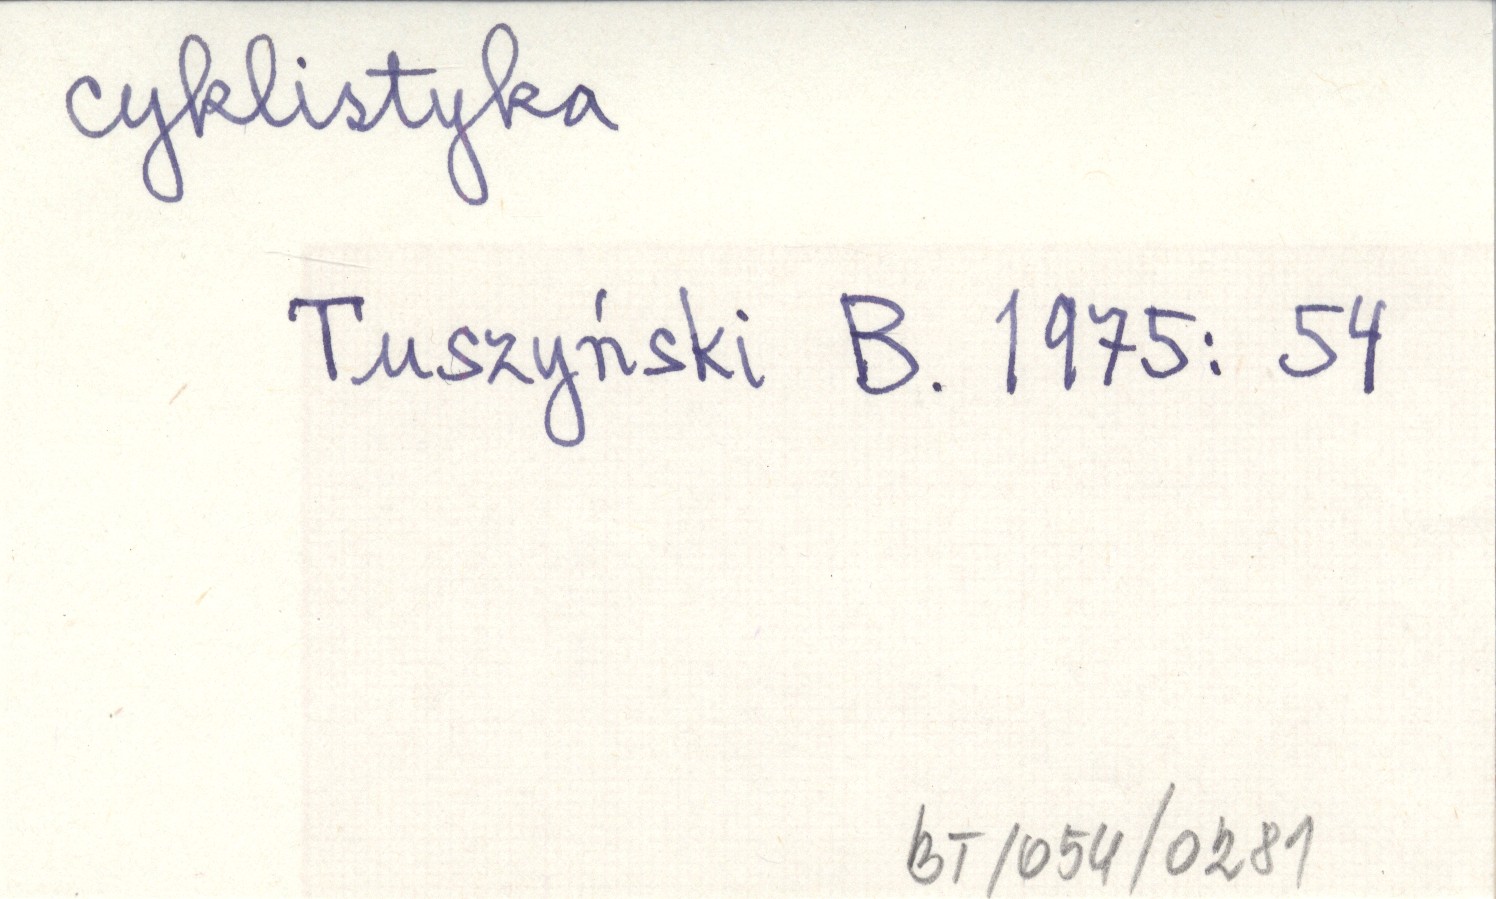 cyklistyka
Tuszyński B. 1975: 54
BT/054/0281